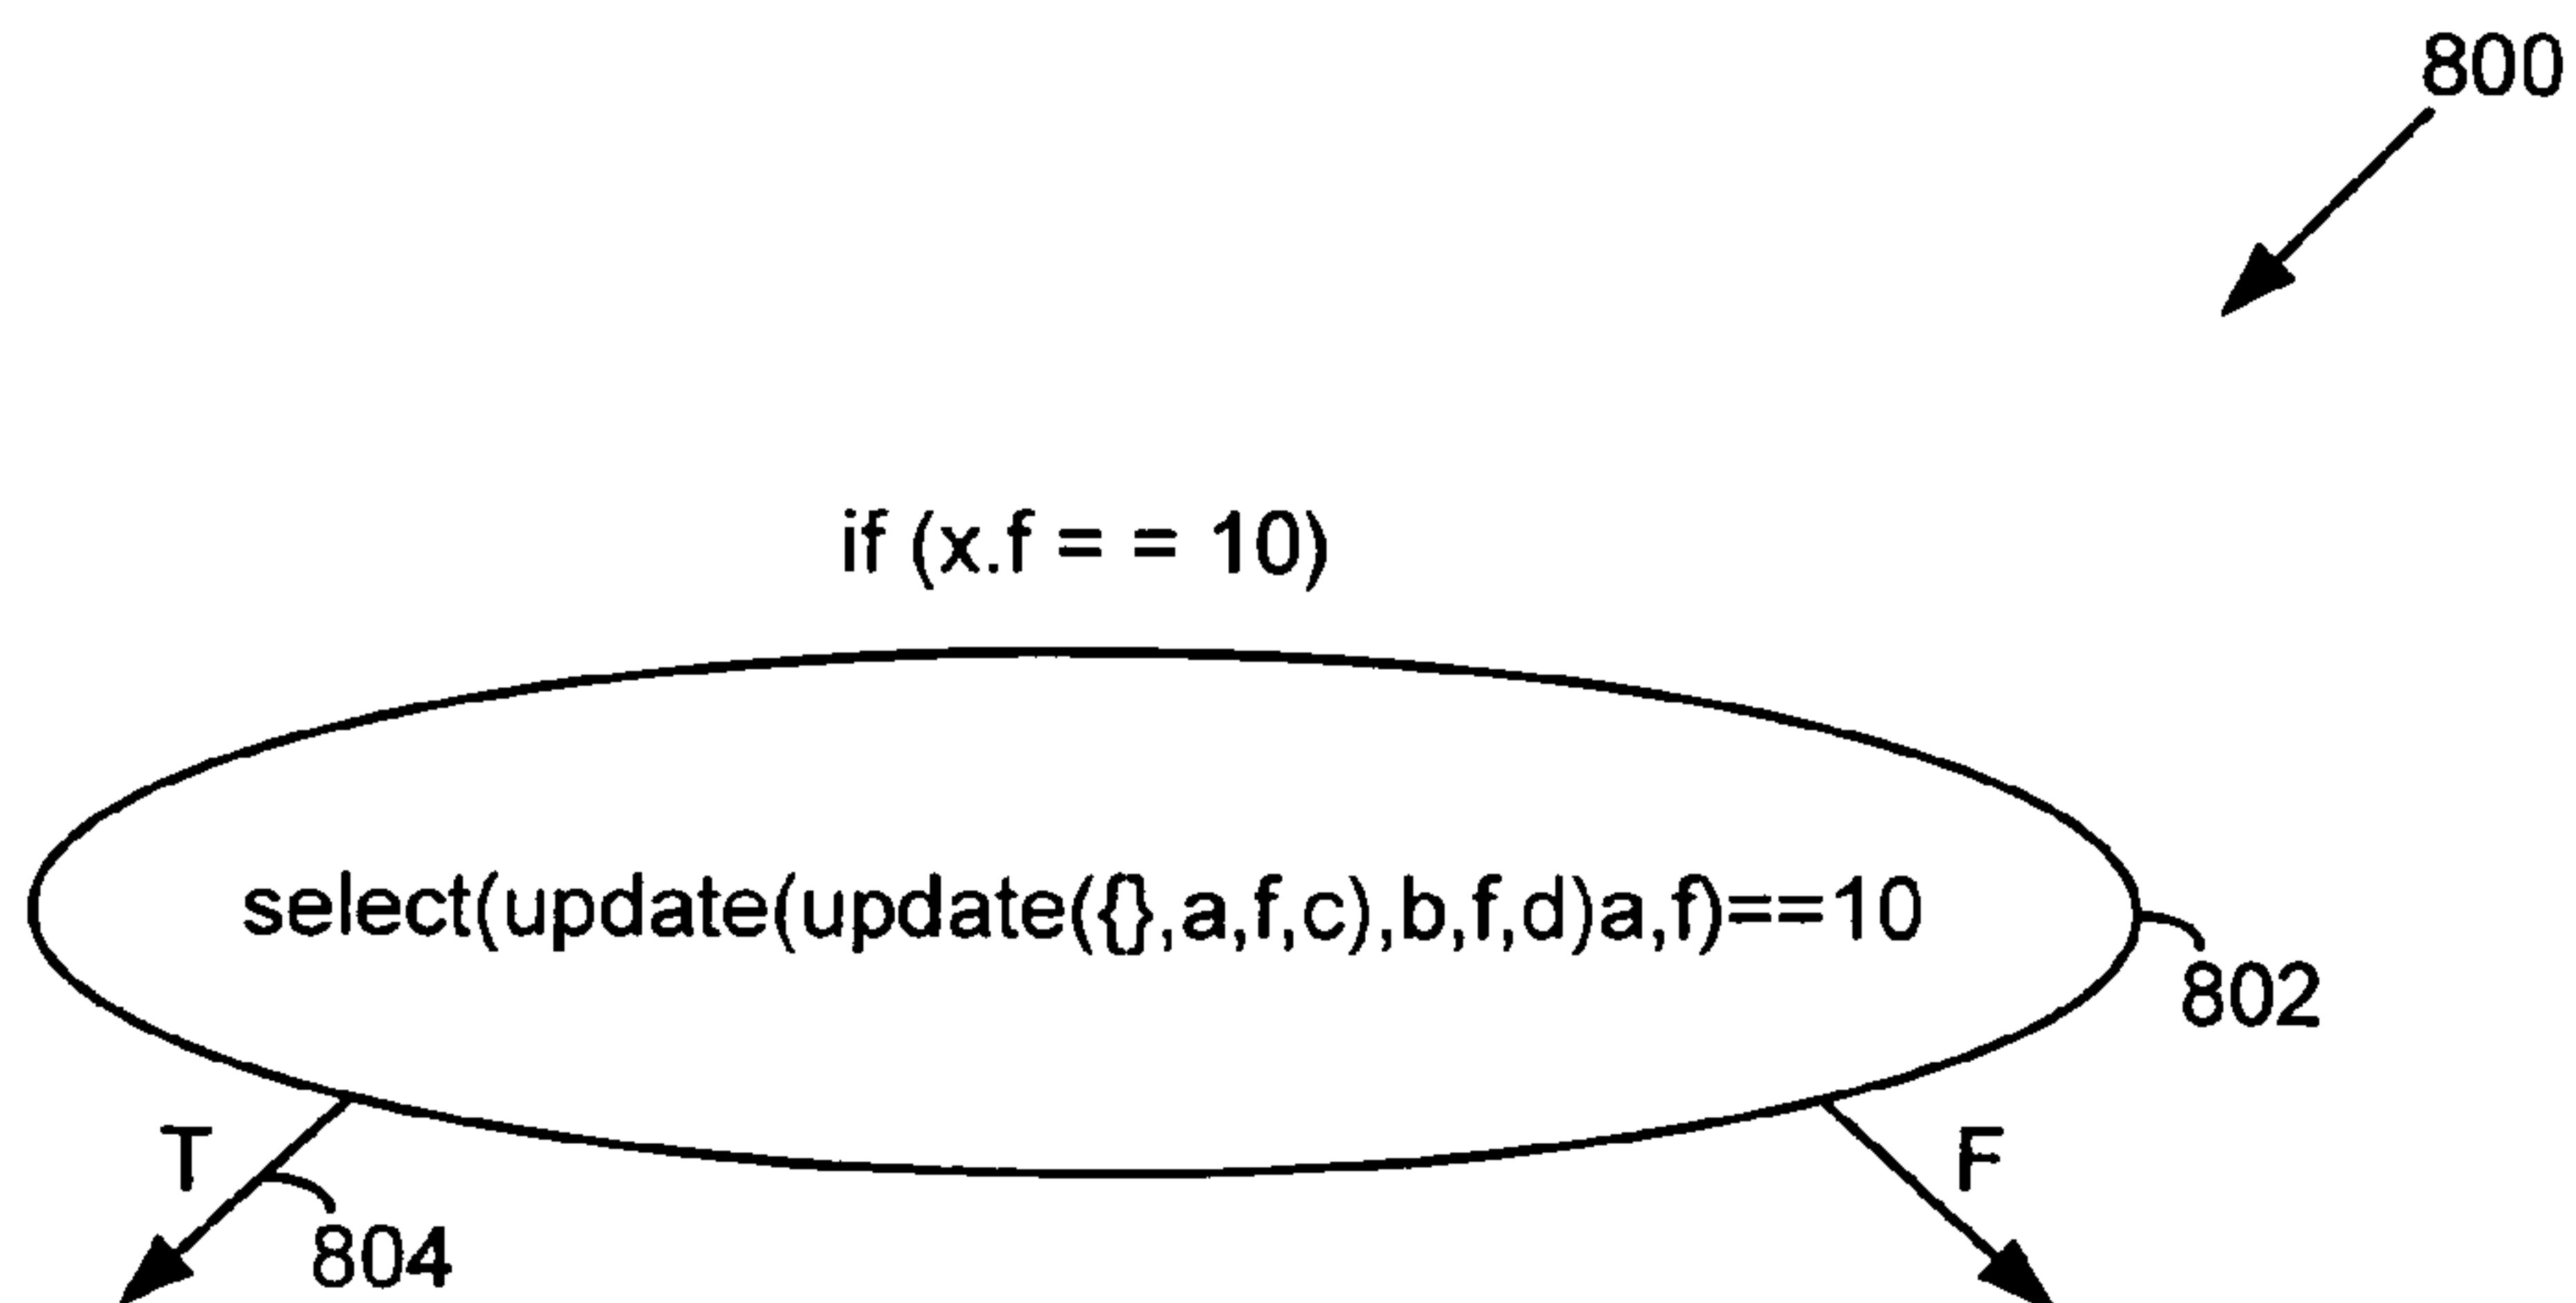 800
if (x.f = = 10)
select(update(update({},a,f,c),b,f,d)a,f)==10
802
T
F
804